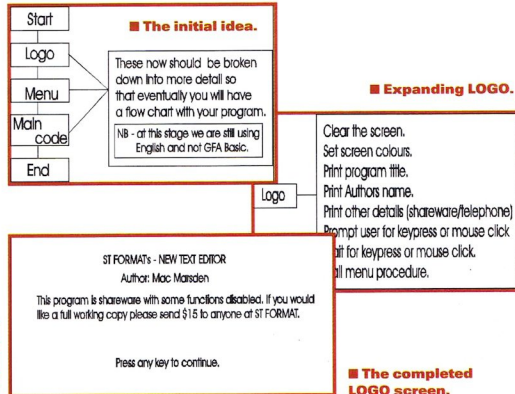 Start
■ The initial idea.
Logo
Menu
Main
code
End
These now should be broken
down into more detail so
that eventually you will have
a flow chart with your program.
NB - at this stage we are still using
English and not GFA Basic.
■ Expanding LOGO.
Logo
Clear the screen.
Set screen colours.
Print program title.
Print Authors name.
Print other details (shareware/telephone)
Prompt user for keypress or mouse click
ait for keypress or mouse click.
all menu procedure.
ST FORMATs - NEW TEXT EDITOR
Author: Mac Marsden
This program is shareware with some functions disabled. If you would
like a full working copy please send $15 to anyone at ST FORMAT.
Press any key to continue.
■ The completed
LOGO screen.